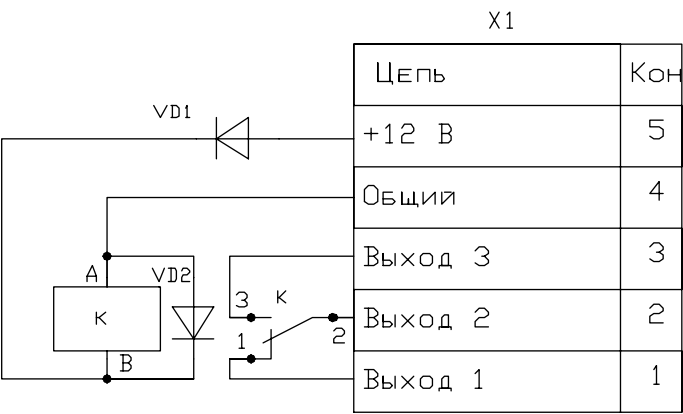 X1
Цепь Кон
VD1
+12 В 5
Общий 4
Выход 3 3
A VD2
3 К
К
Выход 2 2
1 2
B
Выход 1 1